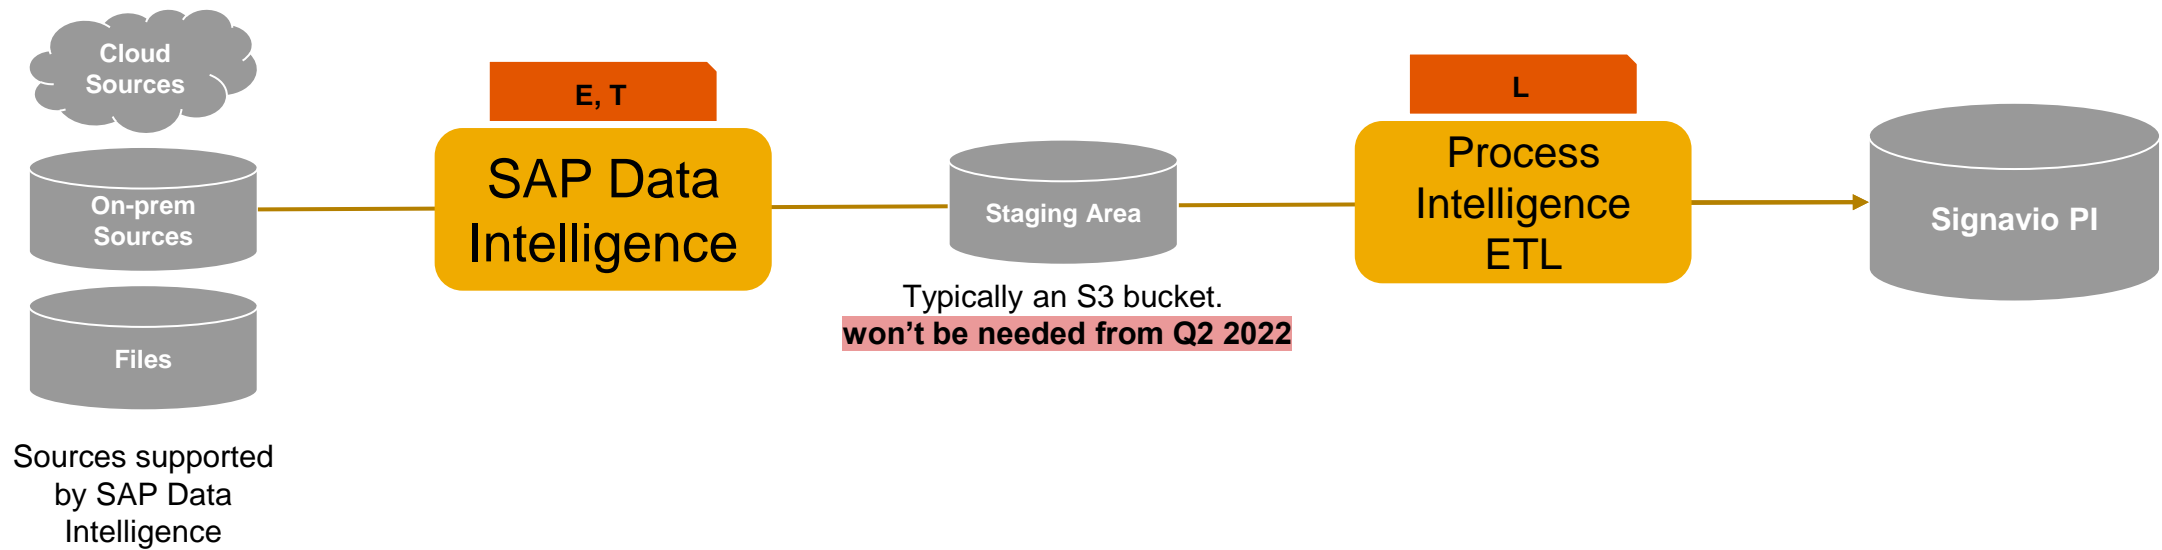 Cloud
Sources
On-prem
Sources
Files
Sources supported
by SAP Data
Intelligence
E, T
SAP Data
Intelligence
Staging Area
Typically an S3 bucket.
won’t be needed from Q2 2022
L
Process
Intelligence
ETL
Signavio PI